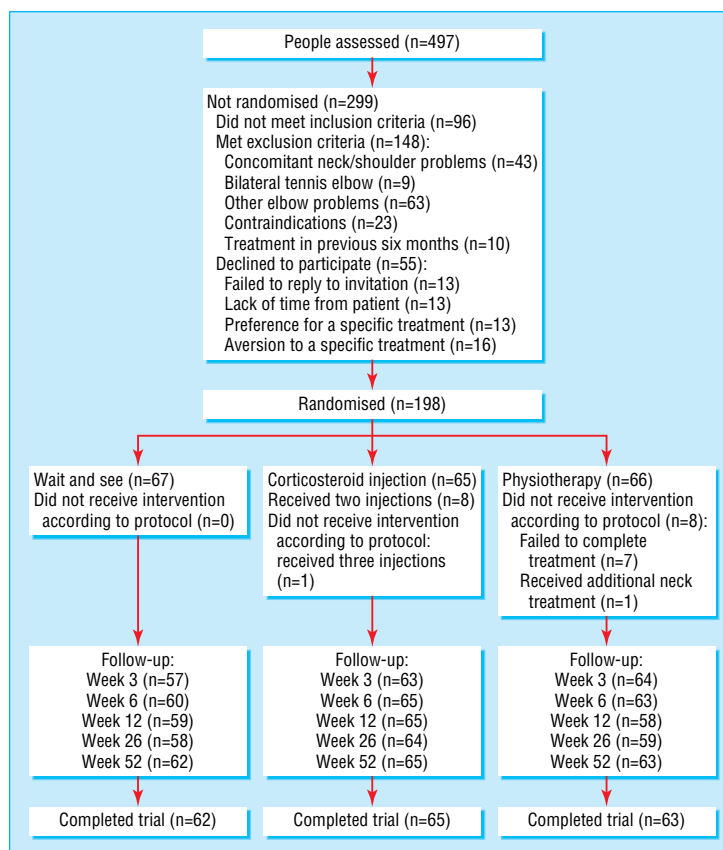 People assessed (n=497)
Not randomised (n=299)
Did not meet inclusion criteria (n=96)
Met exclusion criteria (n=148):
Concomitant neck/shoulder problems (n=43)
Bilateral tennis elbow (n=9)
Other elbow problems (n=63)
Contraindications (n=23)
Treatment in previous six months (n=10)
Declined to participate (n=55):
Failed to reply to invitation (n=13)
Lack of time from patient (n=13)
Preference for a specific treatment (n=13)
Aversion to a specific treatment (n=16)
Randomised (n=198)
Wait and see (n=67)
Did not receive intervention
according to protocol (n=0)
Corticosteroid injection (n=65)
Received two injections (n=8)
Did not receive intervention
according to protocol:
received three injections
(n=1)
Physiotherapy (n=66)
Did not receive intervention
according to protocol (n=8):
Failed to complete
treatment (n=7)
Received additional neck
treatment (n=1)
Follow-up:
Week 3 (n=57)
Week 6 (n=60)
Week 12 (n=59)
Week 26 (n=58)
Week 52 (n=62)
Follow-up:
Week 3 (n=63)
Week 6 (n=65)
Week 12 (n=65)
Week 26 (n=64)
Week 52 (n=65)
Follow-up:
Week 3 (n=64)
Week 6 (n=63)
Week 12 (n=58)
Week 26 (n=59)
Week 52 (n=63)
Completed trial (n=62)
Completed trial (n=65)
Completed trial (n=63)